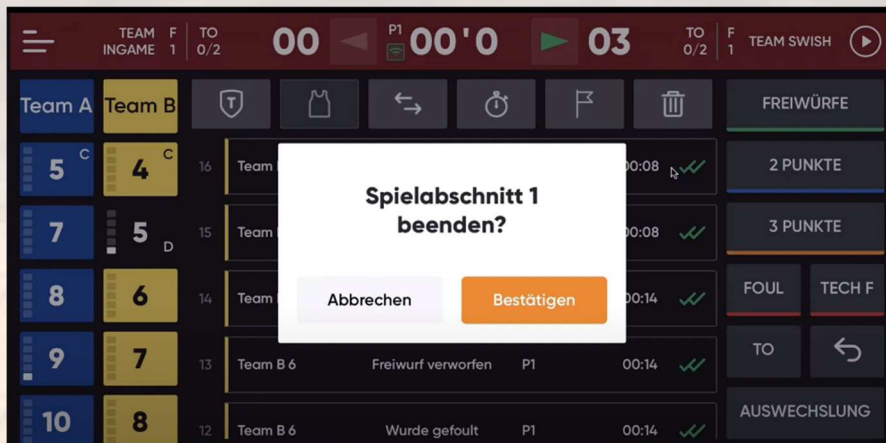 TEAM INGAME F 1 TO 0/2 00 P1 00'0 03 TO 0/2 F 1 TEAM SWISH
Team A Team B T FREIWÜRFE
5 C 4 C 16 Team 00:08 2 PUNKTE
Spielabschnitt 1
beenden?
7 5 D 15 Team 00:08 3 PUNKTE
Abbrechen Bestätigen
8 6 14 Team 00:14 FOUL TECH F
9 7 13 Team B 6 Freiwurf verworfen P1 00:14 TO
10 8 12 Team B 6 Wurde gefoult P1 00:14 AUSWECHSLUNG